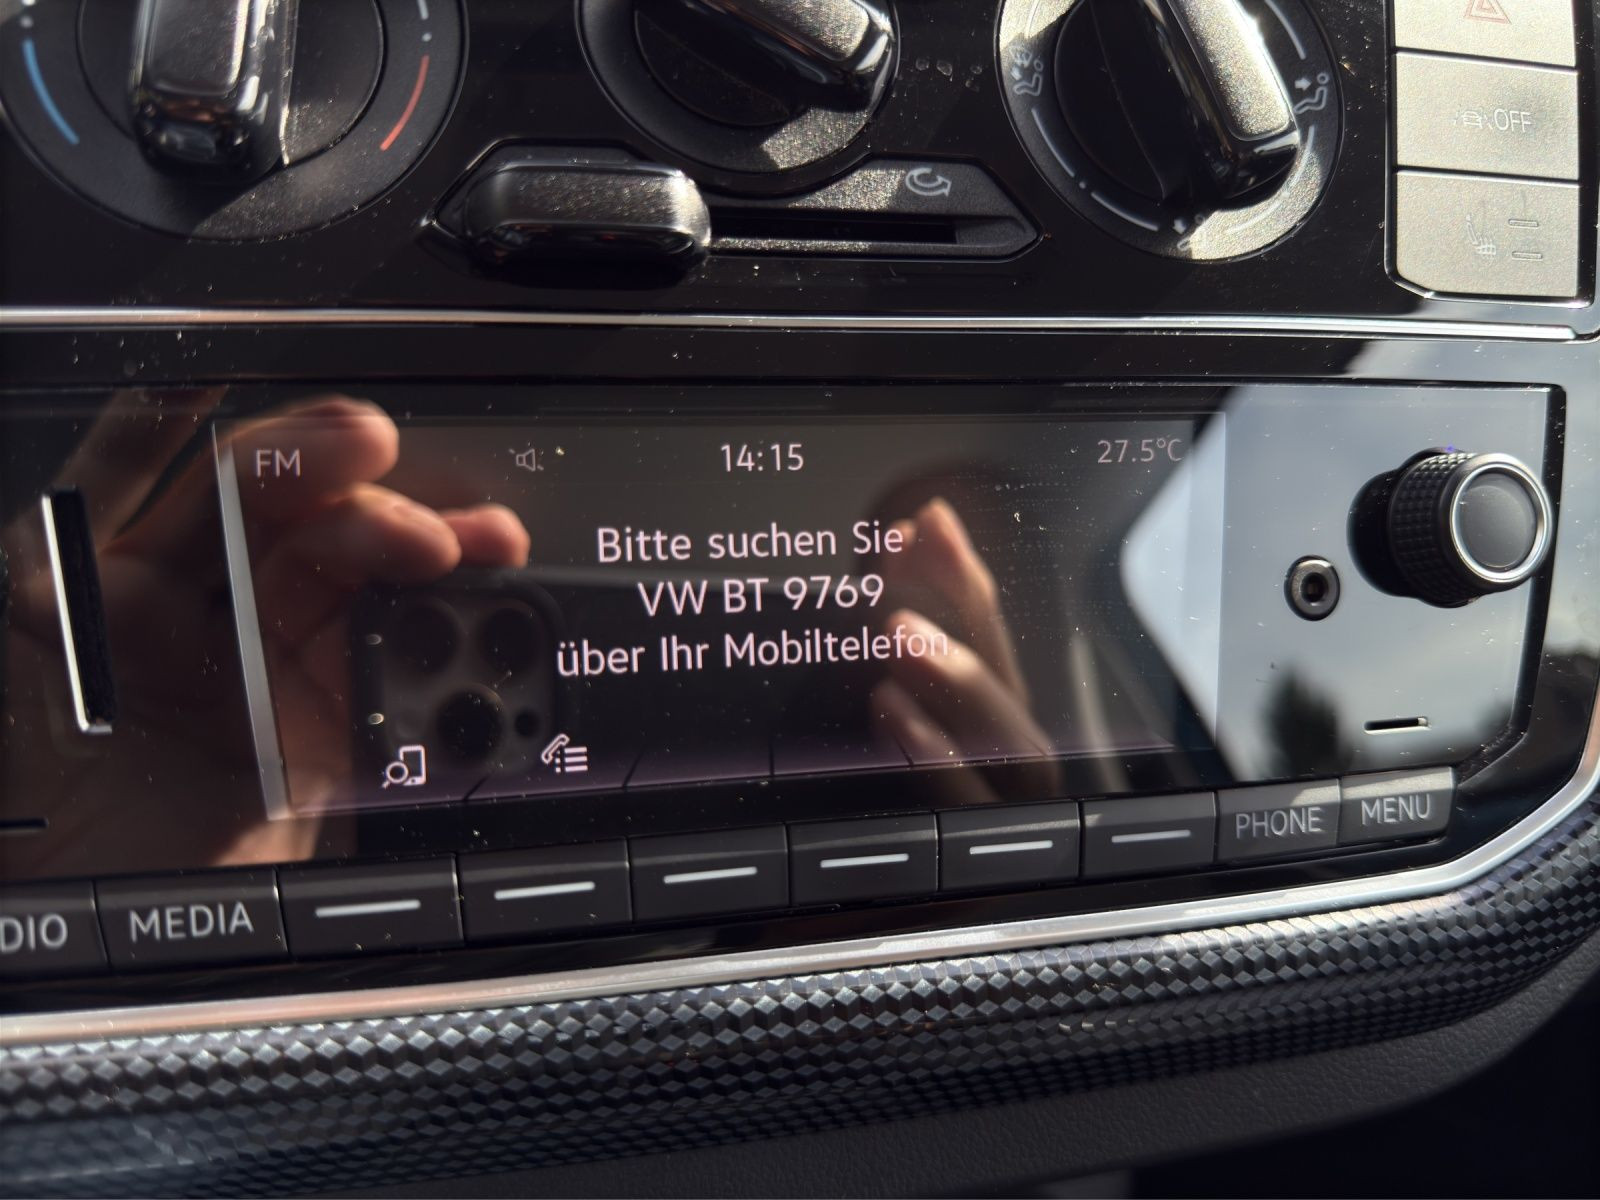 OFF
FM 14:15 27.5°C
Bitte suchen Sie
VW BT 9769
über Ihr Mobiltelefon.
DIO MEDIA PHONE MENU